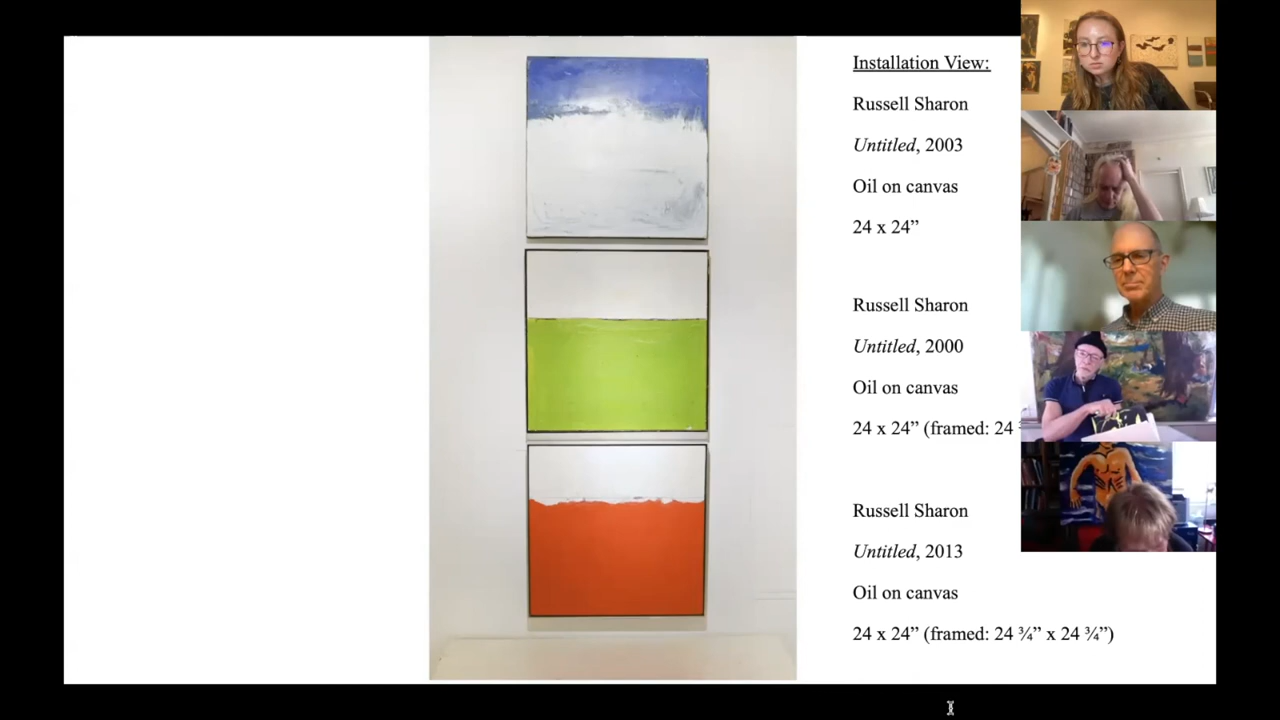 Installation View:
Russell Sharon
Untitled, 2003
Oil on canvas
24 x 24”
Russell Sharon
Untitled, 2000
Oil on canvas
24 x 24” (framed: 24
Russell Sharon
Untitled, 2013
Oil on canvas
24 x 24” (framed: 24 ¾” x 24 ¾”)